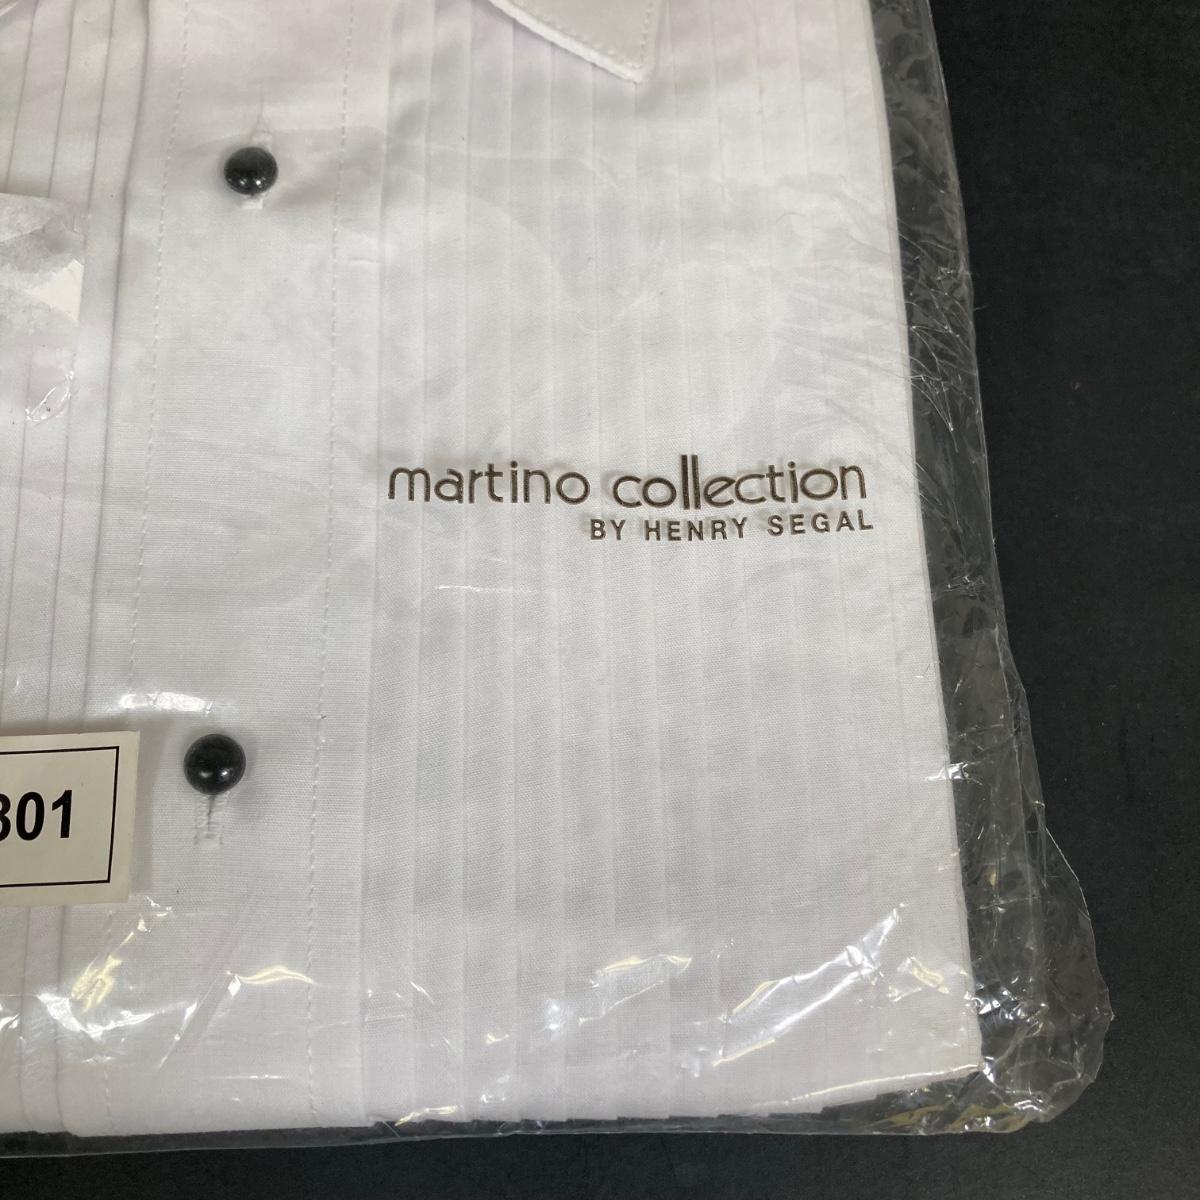 martino collection
BY HENRY SEGAL
301